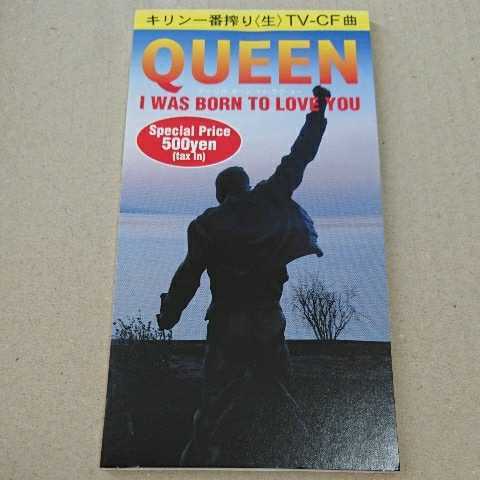 キリン一番搾り〈生〉TV-CF曲
QUEEN
I WAS BORN TO LOVE YOU
Special Price
500yen
(tax in)